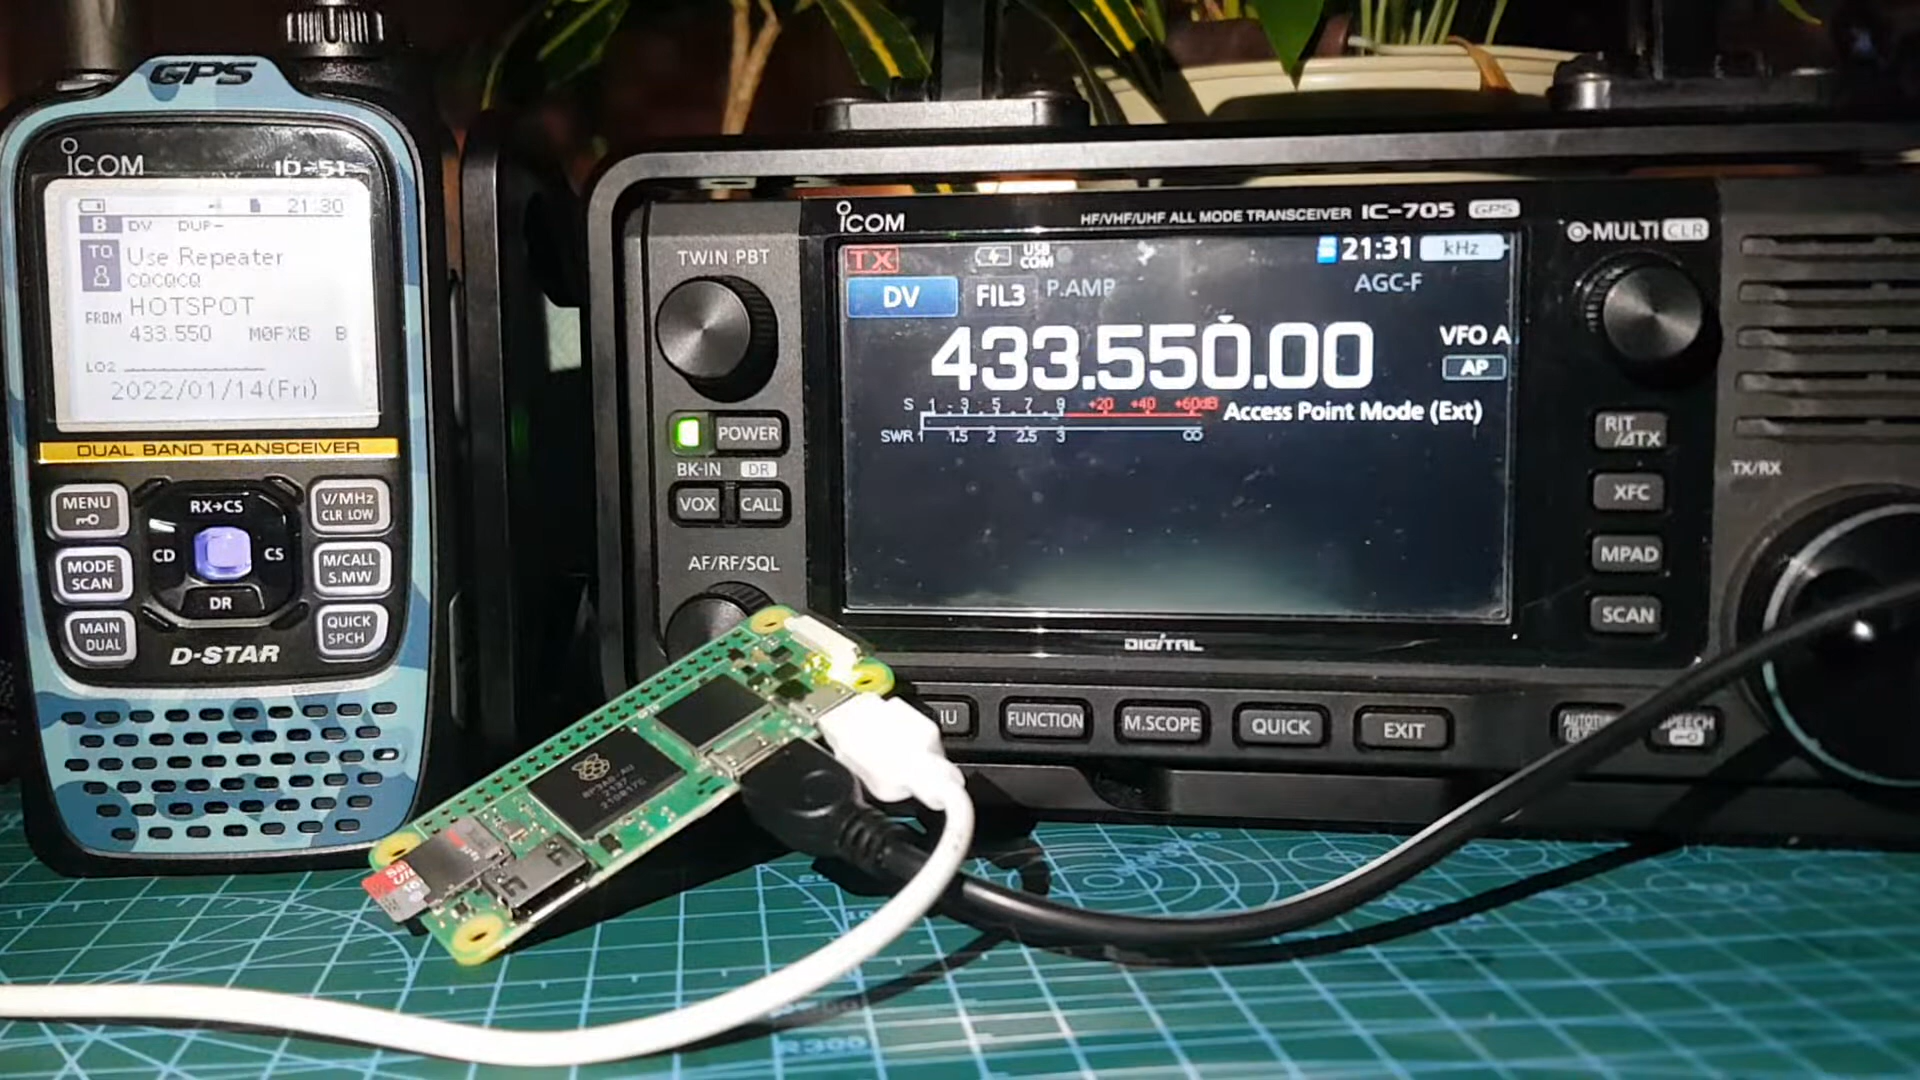 GPS
ICOM
ID-51
21:30
B DV DUP-
TO Use Repeater
CQCQCQ
HOTSPOT
FROM
433.550 M0FXB B
LO2
2022/01/14(Fri)
DUAL BAND TRANSCEIVER
MENU
RX→CS
V/MHz
CLR LOW
CD
CS
MODE
SCAN
M/CALL
S.MW
DR
MAIN
DUAL
QUICK
SPCH
D-STAR
ICOM
HF/VHF/UHF ALL MODE TRANSCEIVER IC-705 GPS
TWIN PBT
TX
USB
COM
21:31 kHz
DV FIL3 P.AMP AGC-F
433.550.00
VFO A
AP
S 1 - 3 . 5 . 7 . 9 +20 +40 +60dB
Access Point Mode (Ext)
SWR 1 1.5 2 2.5 3 ∞
POWER
BK-IN DR
VOX CALL
AF/RF/SQL
MULTI CLR
RIT
/ΔTX
TX/RX
XFC
MPAD
SCAN
DIGITAL
FUNCTION
M.SCOPE
QUICK
EXIT
SPEECH
2137
R300